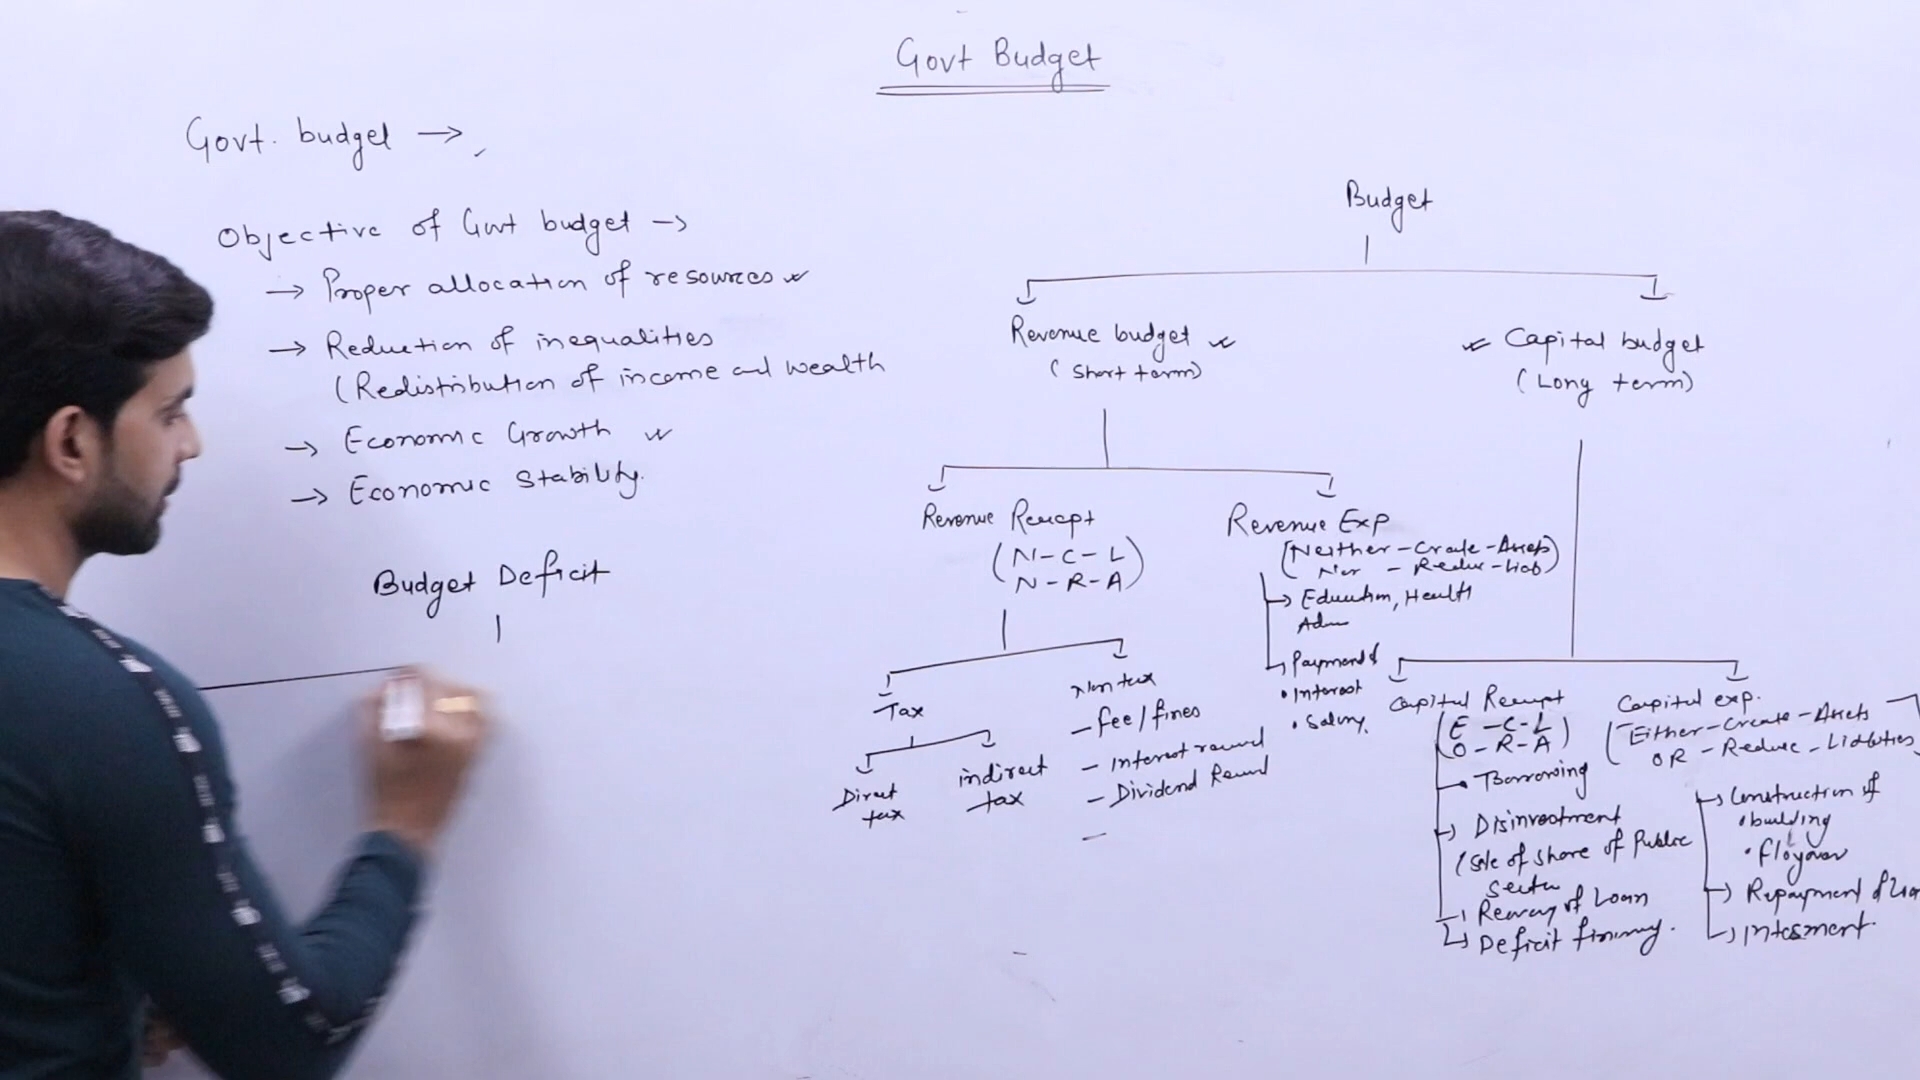 Govt Budget
Govt. budget →
Objective of Govt budget →
→ Proper allocation of resources
→ Reduction of inequalities
(Redistribution of income and wealth
→ Economic Growth
→ Economic Stability.
Budget Deficit
Budget
Revenue budget
(Short term)
Capital budget
(Long term)
Revenue Receipt
(N-C-L
N-R-A)
Tax
Direct tax
indirect tax
Non tax
- fee/fines
- Interest received
- Dividend Received
-
Revenue Exp
(Neither-Create-Assets
Nor - Reduce-Liab)
→ Education, Health
Adm
→ Payment of
• Interest
• Salary
Capital Receipt
(E-C-L
O-R-A)
• Borrowing
→ Disinvestment
(Sale of share of Public
Sector
→ Recovery of Loan
→ Deficit financing.
Capital exp.
(Either-Create-Assets
OR - Reduce - Liabilities
→ Construction of
• building
• flyover
→ Repayment of
→ Investment.